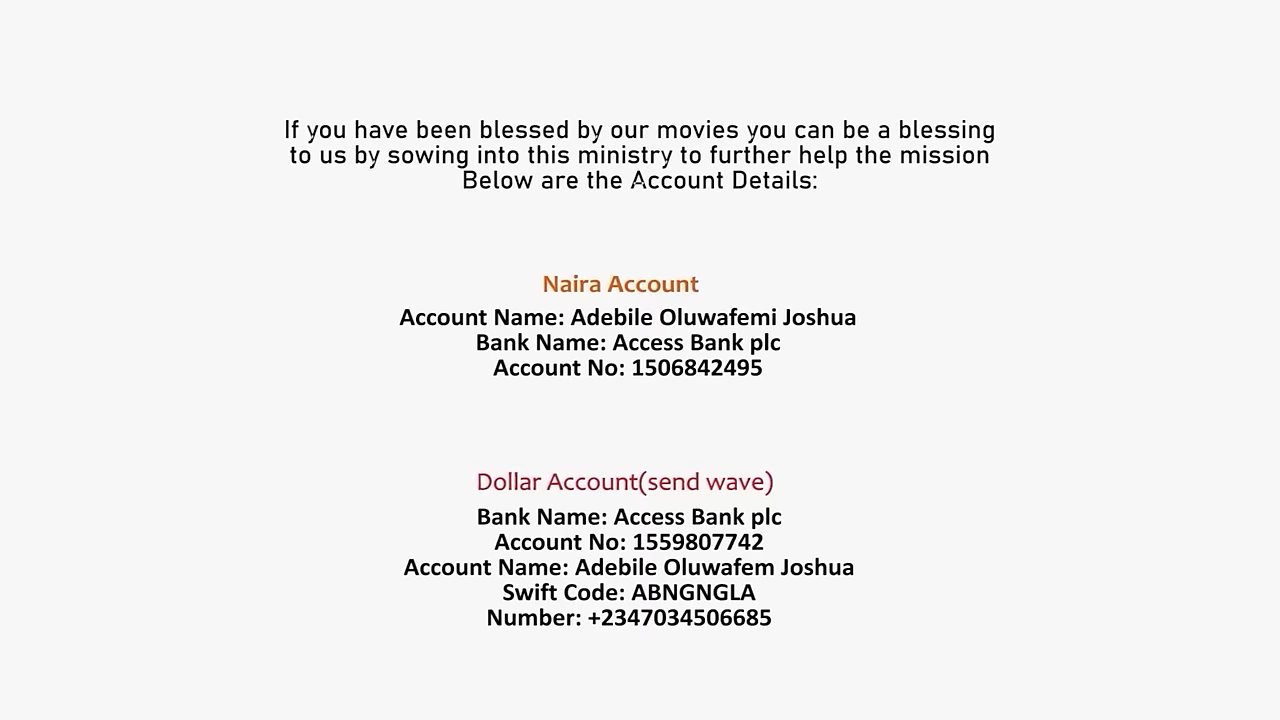 If you have been blessed by our movies you can be a blessing
to us by sowing into this ministry to further help the mission
Below are the Account Details:
Naira Account
Account Name: Adebile Oluwafemi Joshua
Bank Name: Access Bank plc
Account No: 1506842495
Dollar Account(send wave)
Bank Name: Access Bank plc
Account No: 1559807742
Account Name: Adebile Oluwafem Joshua
Swift Code: ABNGNGLA
Number: +2347034506685